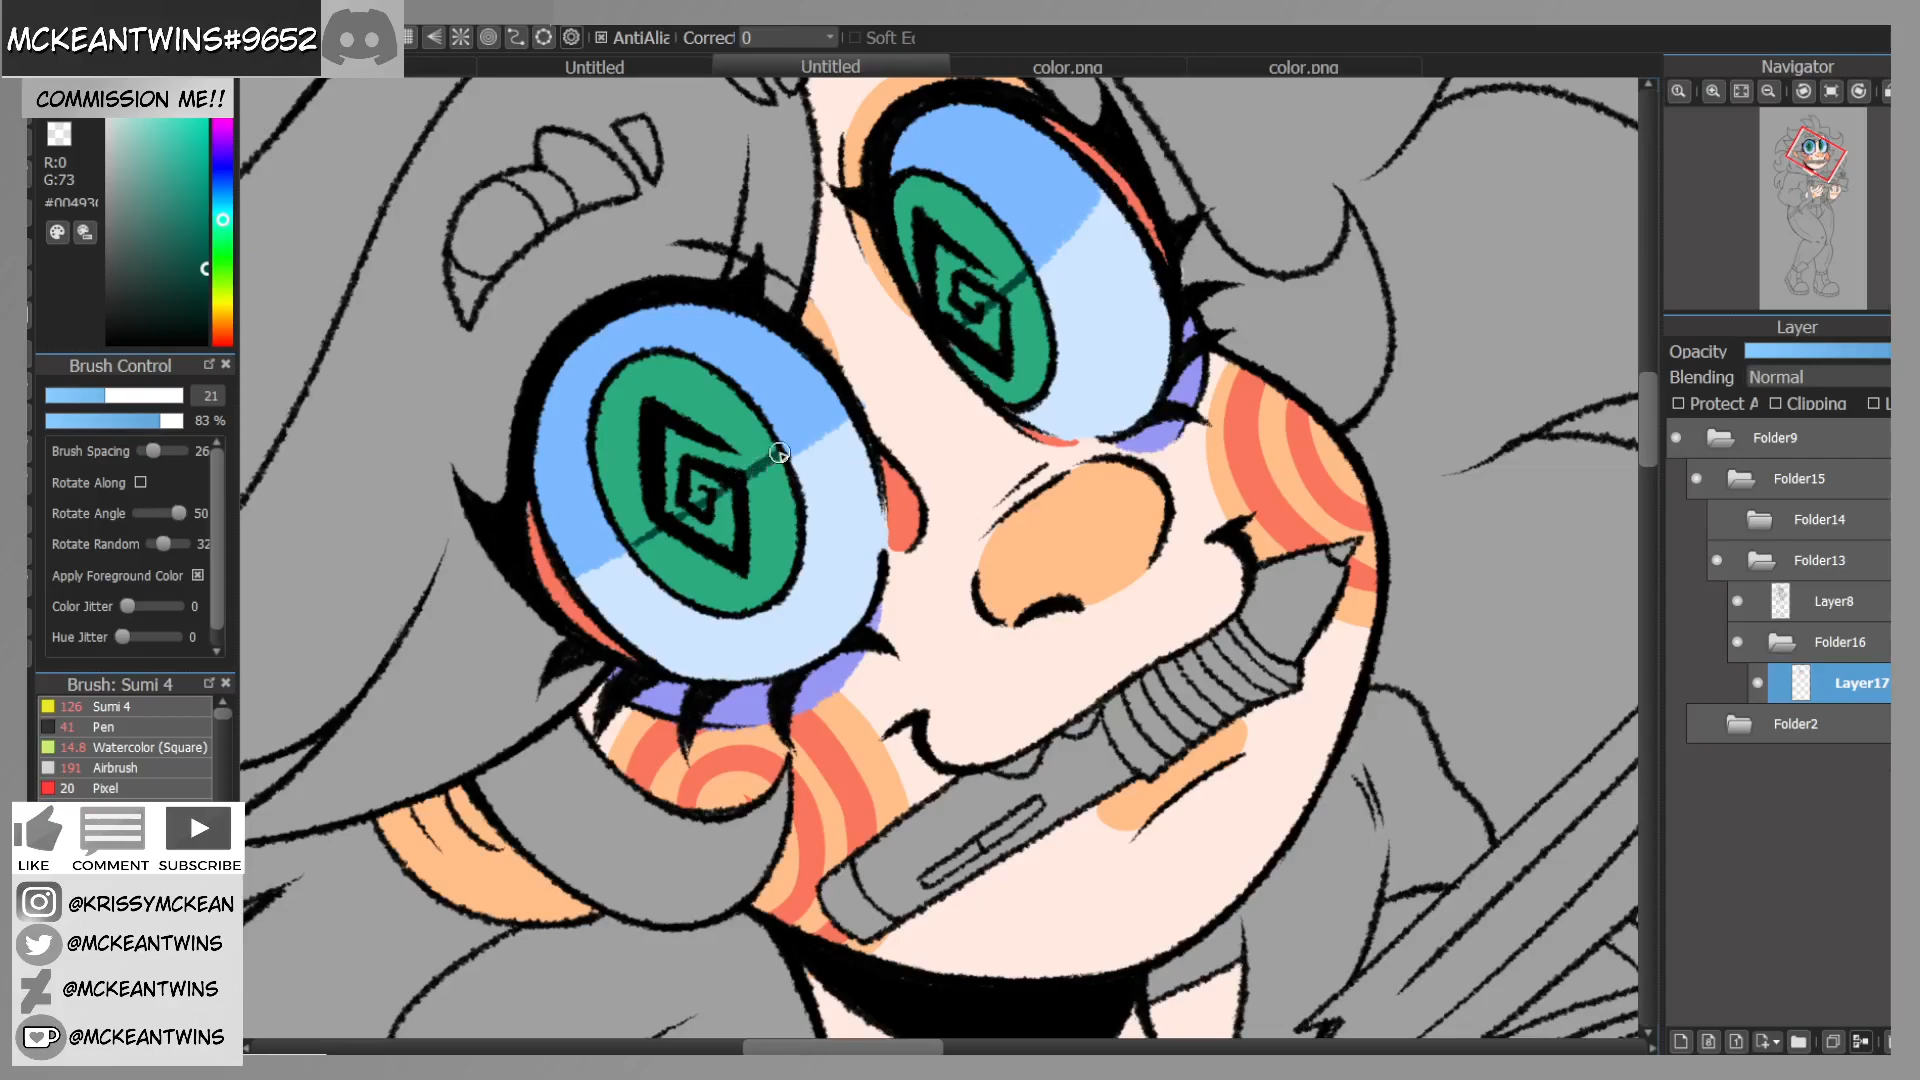 MCKEANTWINS#9652
COMMISSION ME!!
AntiAlia
Correct 0
Soft Ec
Untitled
Untitled
color.png
color.png
Navigator
R:0
G:73
Brush Control
21
83 %
Brush Spacing 26
Rotate Along
Rotate Angle 50
Rotate Random 32
Apply Foreground Color
Color Jitter 0
Hue Jitter 0
Brush: Sumi 4
126 Sumi 4
41 Pen
14.8 Watercolor (Square)
191 Airbrush
20 Pixel
LIKE COMMENT SUBSCRIBE
@KRISSYMCKEAN
@MCKEANTWINS
@MCKEANTWINS
@MCKEANTWINS
Layer
Opacity
Blending Normal
Protect A Clipping L
Folder9
Folder15
Folder14
Folder13
Layer8
Folder16
Layer17
Folder2